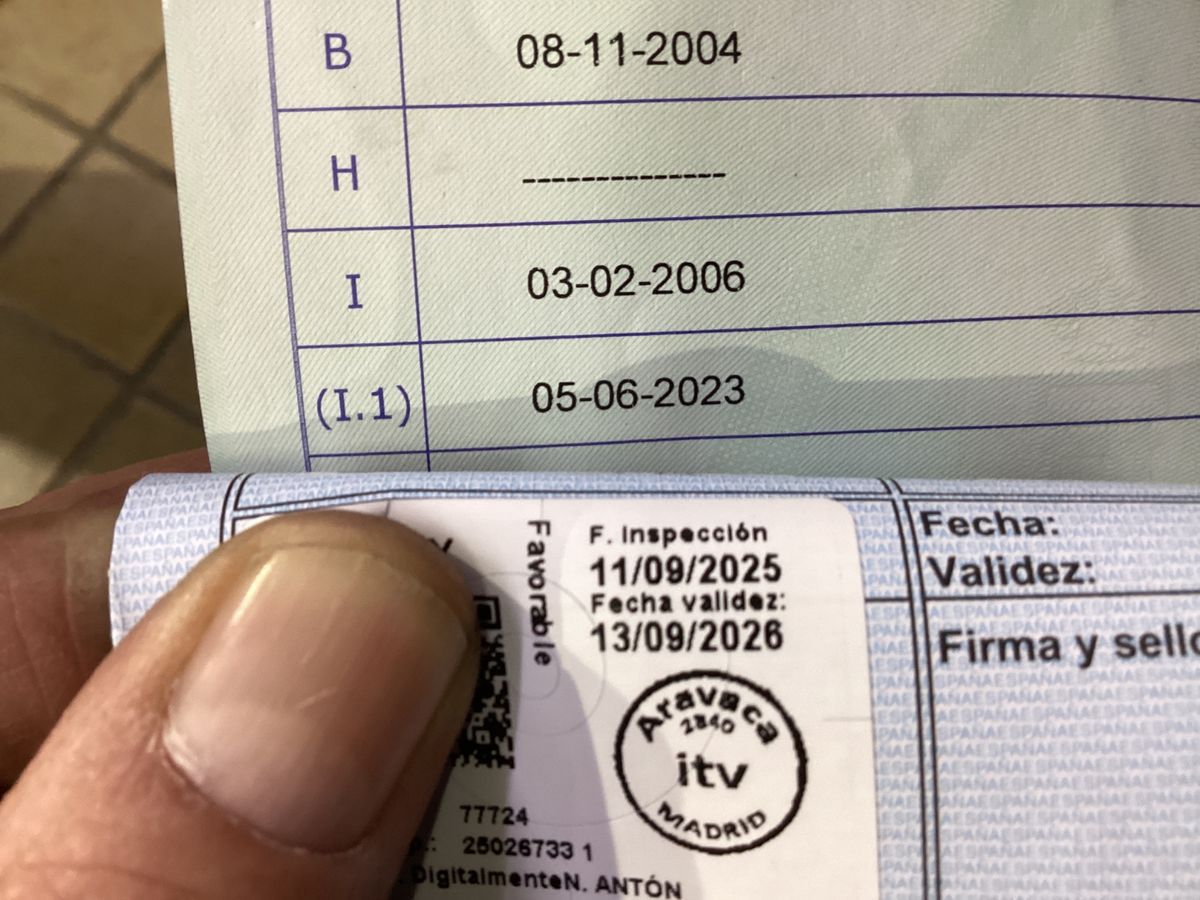 B 08-11-2004
H --------------
I 03-02-2006
(I.1) 05-06-2023
Favorable
F. Inspección
11/09/2025
Fecha validez:
13/09/2026
Aravaca
2840
itv
MADRID
77724
25026733 1
DigitalmenteN. ANTÓN
Fecha:
Validez:
Firma y sello